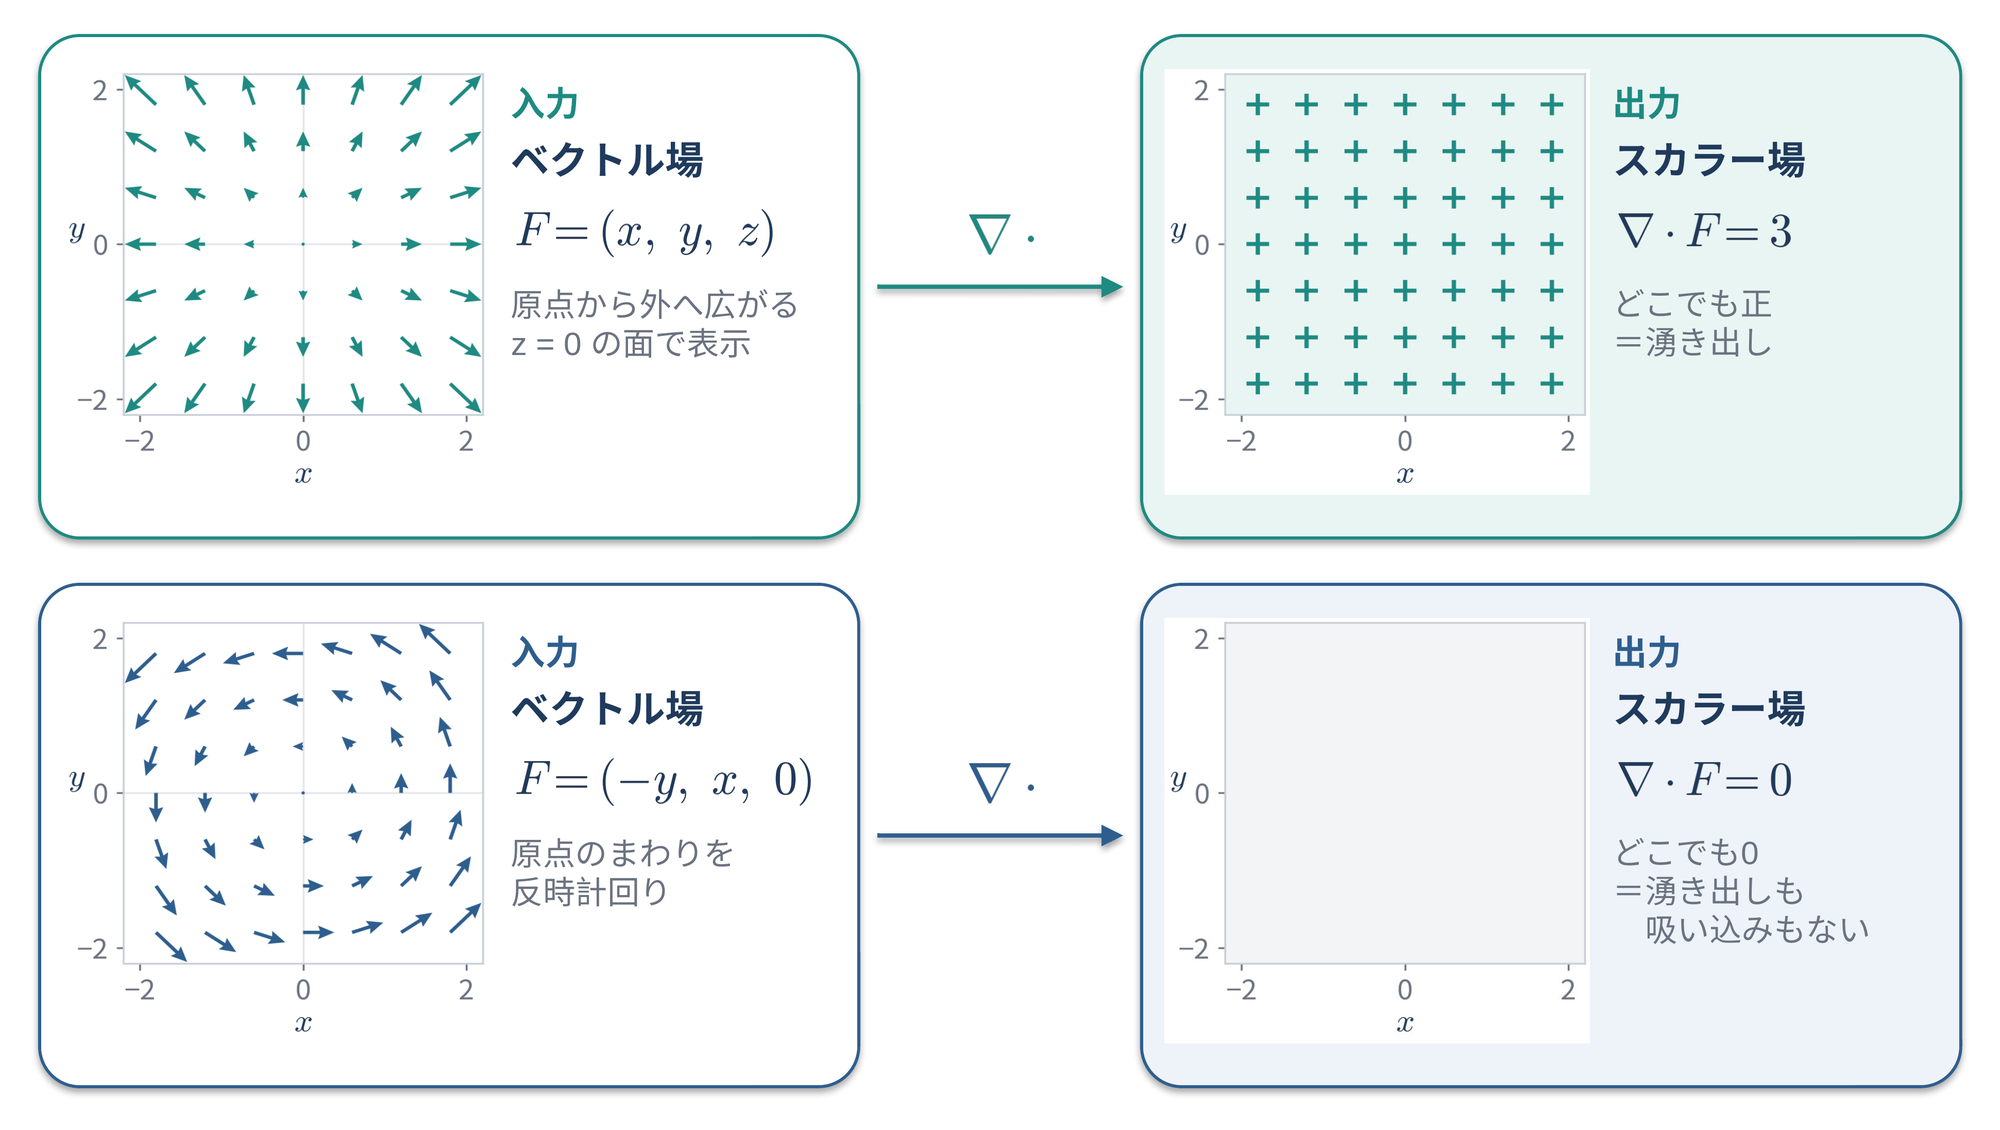 2
0
−2
y
−2 0 2
x
入力
ベクトル場
F = (x, y, z)
原点から外へ広がる
z = 0 の面で表示
∇ ·
2
0
−2
y
−2 0 2
x
出力
スカラー場
∇ · F = 3
どこでも正
＝湧き出し
2
0
−2
y
−2 0 2
x
入力
ベクトル場
F = (−y, x, 0)
原点のまわりを
反時計回り
∇ ·
2
0
−2
y
−2 0 2
x
出力
スカラー場
∇ · F = 0
どこでも0
＝湧き出しも
吸い込みもない